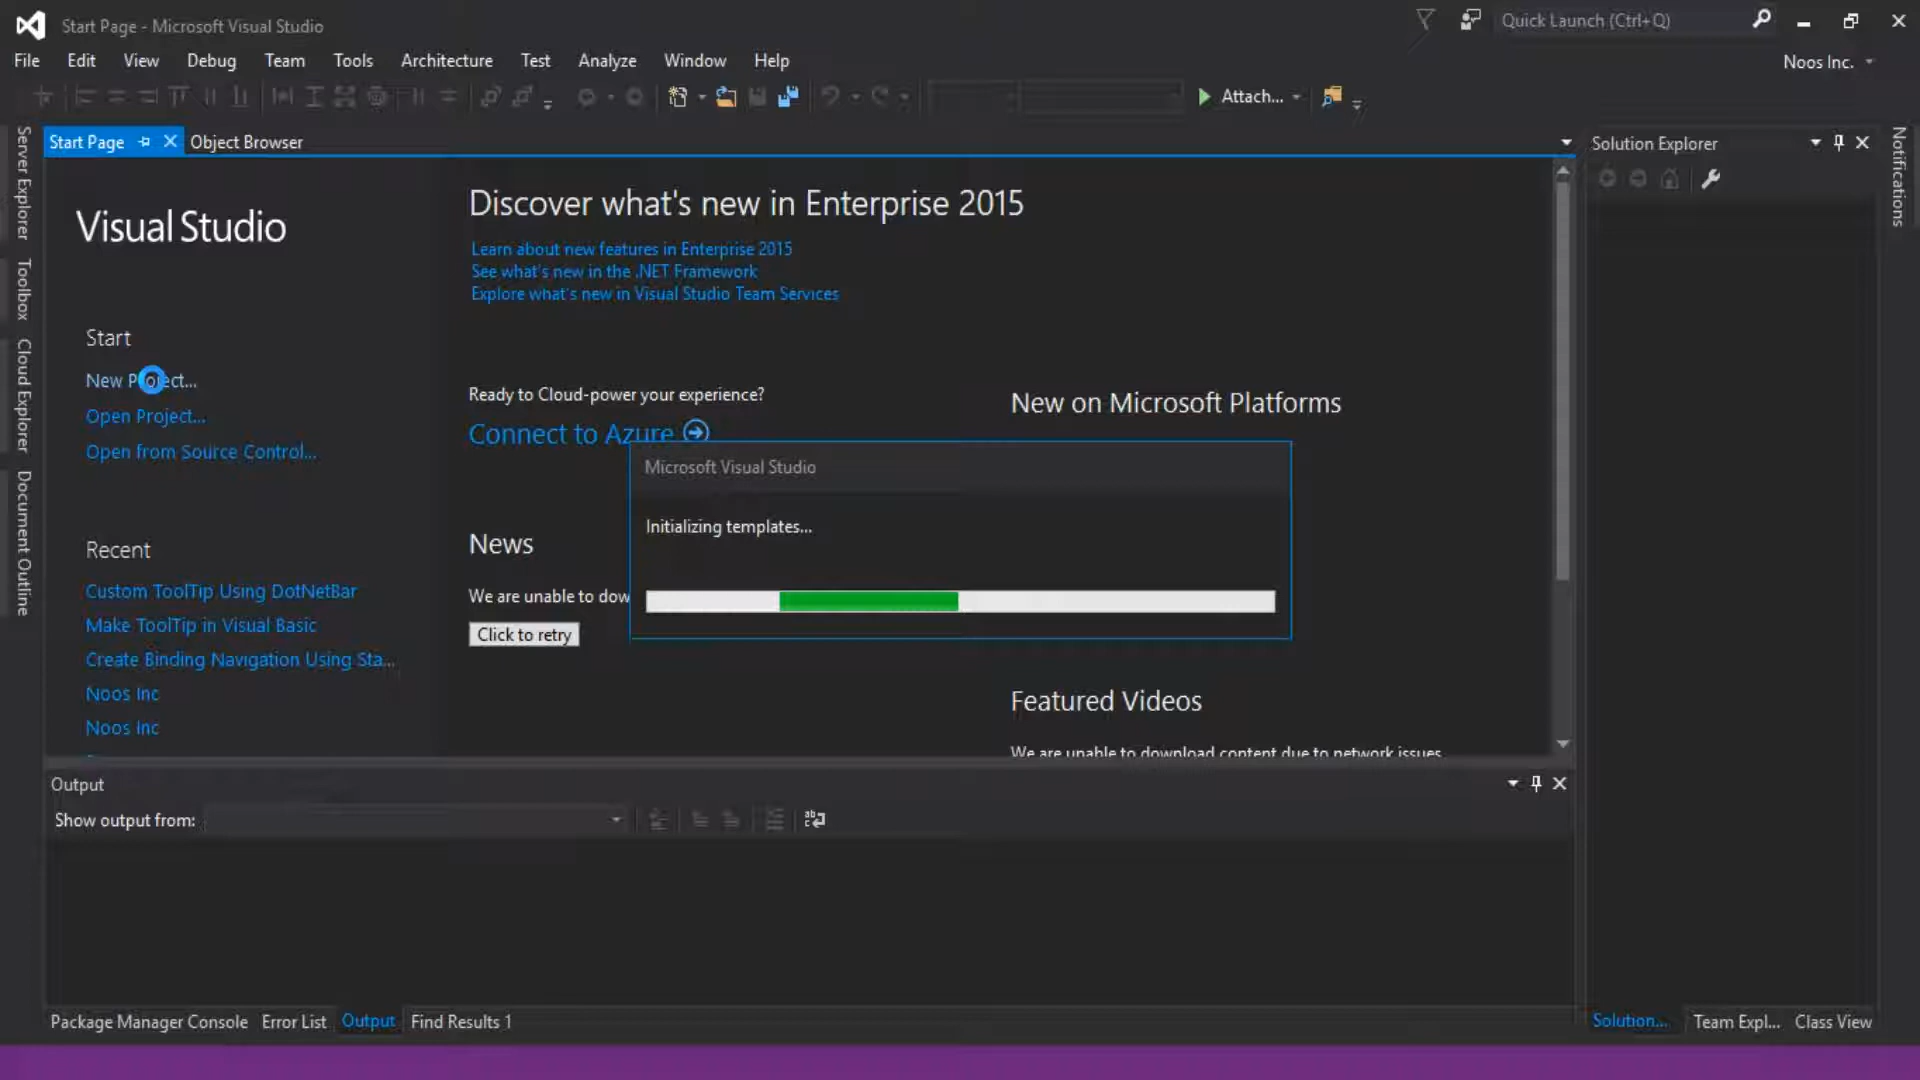 Start Page - Microsoft Visual Studio
Quick Launch (Ctrl+Q)
File Edit View Debug Team Tools Architecture Test Analyze Window Help
Noos Inc.
Attach...
Server Explorer
Toolbox
Cloud Explorer
Document Outline
Start Page Object Browser
Visual Studio
Start
New Project...
Open Project...
Open from Source Control...
Recent
Custom ToolTip Using DotNetBar
Make ToolTip in Visual Basic
Create Binding Navigation Using Sta...
Noos Inc
Noos Inc
Discover what's new in Enterprise 2015
Learn about new features in Enterprise 2015
See what's new in the .NET Framework
Explore what's new in Visual Studio Team Services
Ready to Cloud-power your experience?
Connect to Azure
News
We are unable to dow
Click to retry
New on Microsoft Platforms
Microsoft Visual Studio
Initializing templates...
Featured Videos
We are unable to download content due to network issues
Solution Explorer
Notifications
Output
Show output from:
Package Manager Console Error List Output Find Results 1
Solution... Team Expl... Class View